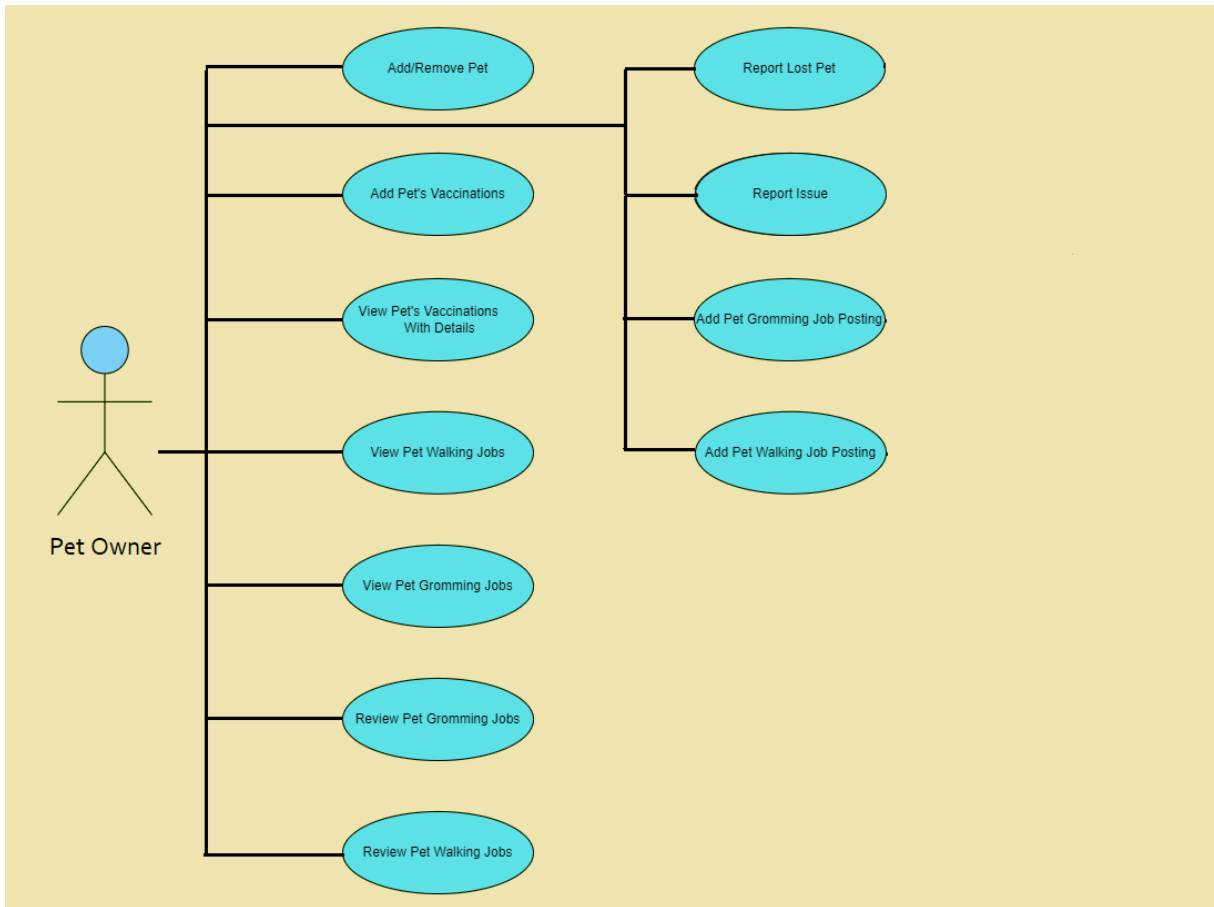 Add/Remove Pet
Report Lost Pet
Add Pet's Vaccinations
Report Issue
View Pet's Vaccinations
With Details
Add Pet Gromming Job Posting
View Pet Walking Jobs
Add Pet Walking Job Posting
Pet Owner
View Pet Gromming Jobs
Review Pet Gromming Jobs
Review Pet Walking Jobs